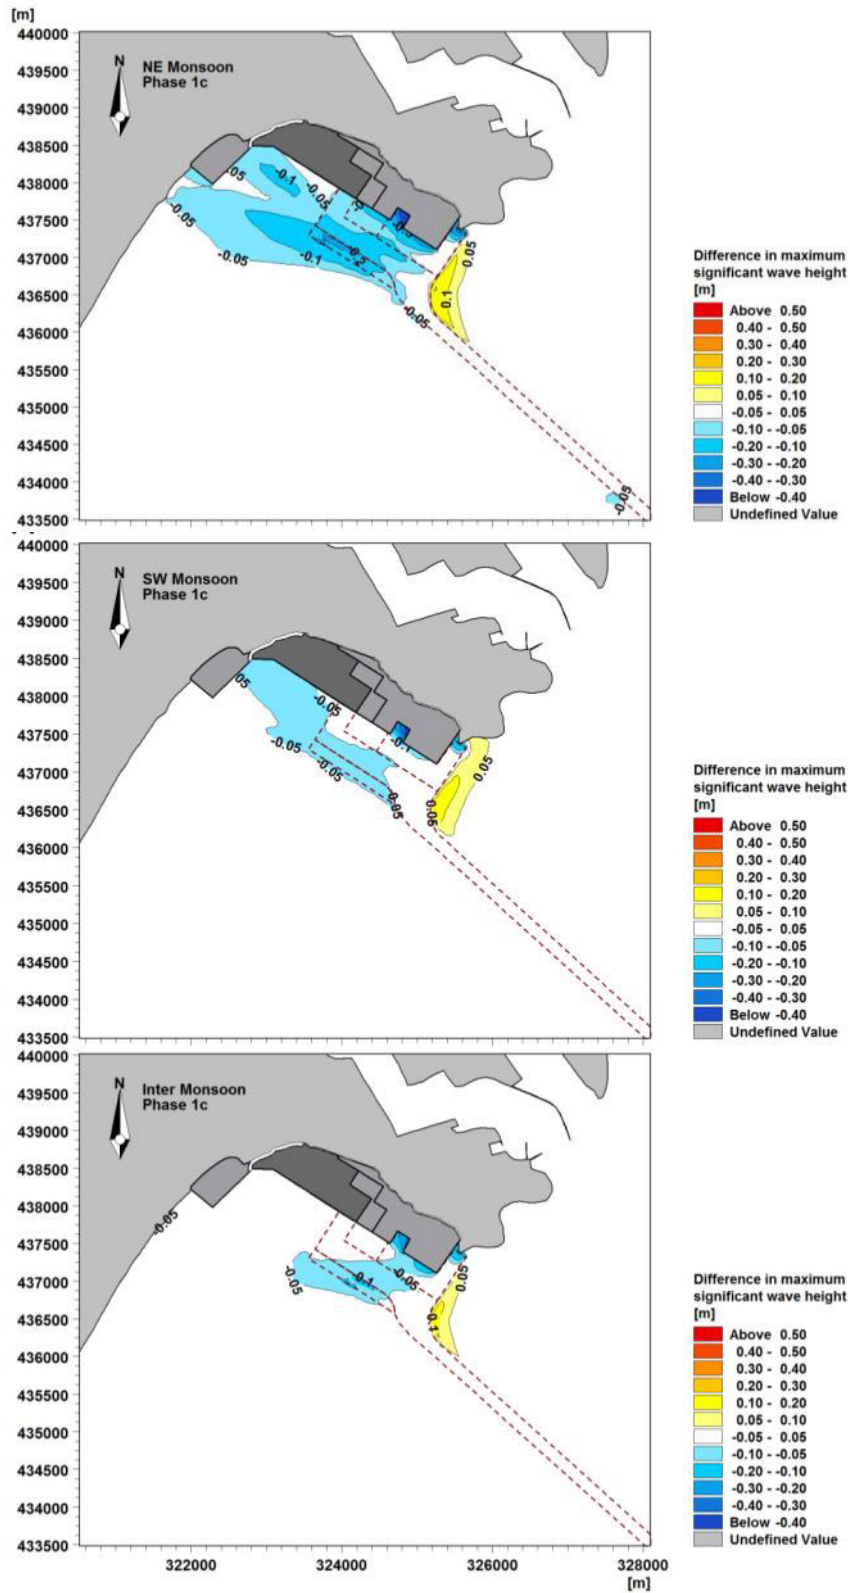 [m]
440000
439500
439000
438500
438000
437500
437000
436500
436000
435500
435000
434500
434000
433500
N
NE Monsoon
Phase 1c
-0.1
-0.05
-0.05
-0.05
-0.1
-0.2
-0.05
0.05
0.1
-0.05
Difference in maximum
significant wave height
[m]
Above 0.50
0.40 - 0.50
0.30 - 0.40
0.20 - 0.30
0.10 - 0.20
0.05 - 0.10
-0.05 - 0.05
-0.10 - -0.05
-0.20 - -0.10
-0.30 - -0.20
-0.40 - -0.30
Below -0.40
Undefined Value
440000
439500
439000
438500
438000
437500
437000
436500
436000
435500
435000
434500
434000
433500
N
SW Monsoon
Phase 1c
-0.05
-0.05
-0.05
-0.1
0.05
0.05
Difference in maximum
significant wave height
[m]
Above 0.50
0.40 - 0.50
0.30 - 0.40
0.20 - 0.30
0.10 - 0.20
0.05 - 0.10
-0.05 - 0.05
-0.10 - -0.05
-0.20 - -0.10
-0.30 - -0.20
-0.40 - -0.30
Below -0.40
Undefined Value
440000
439500
439000
438500
438000
437500
437000
436500
436000
435500
435000
434500
434000
433500
N
Inter Monsoon
Phase 1c
-0.05
-0.05
-0.1
-0.05
0.05
0.1
Difference in maximum
significant wave height
[m]
Above 0.50
0.40 - 0.50
0.30 - 0.40
0.20 - 0.30
0.10 - 0.20
0.05 - 0.10
-0.05 - 0.05
-0.10 - -0.05
-0.20 - -0.10
-0.30 - -0.20
-0.40 - -0.30
Below -0.40
Undefined Value
322000 324000 326000 328000
[m]